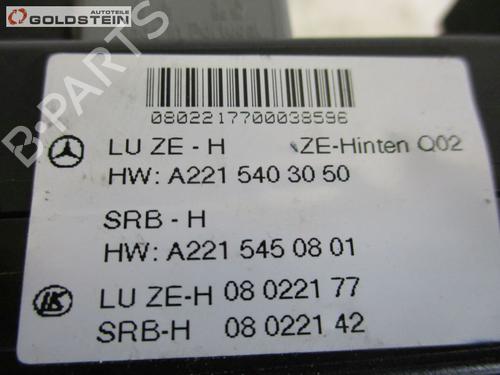 Autoteile
GOLDSTEIN
B-PARTS
0802217700038596
LU ZE - H ZE-Hinten Q02
HW: A221 540 30 50
SRB - H
HW: A221 545 08 01
LU ZE-H 08 0221 77
SRB-H 08 0221 42